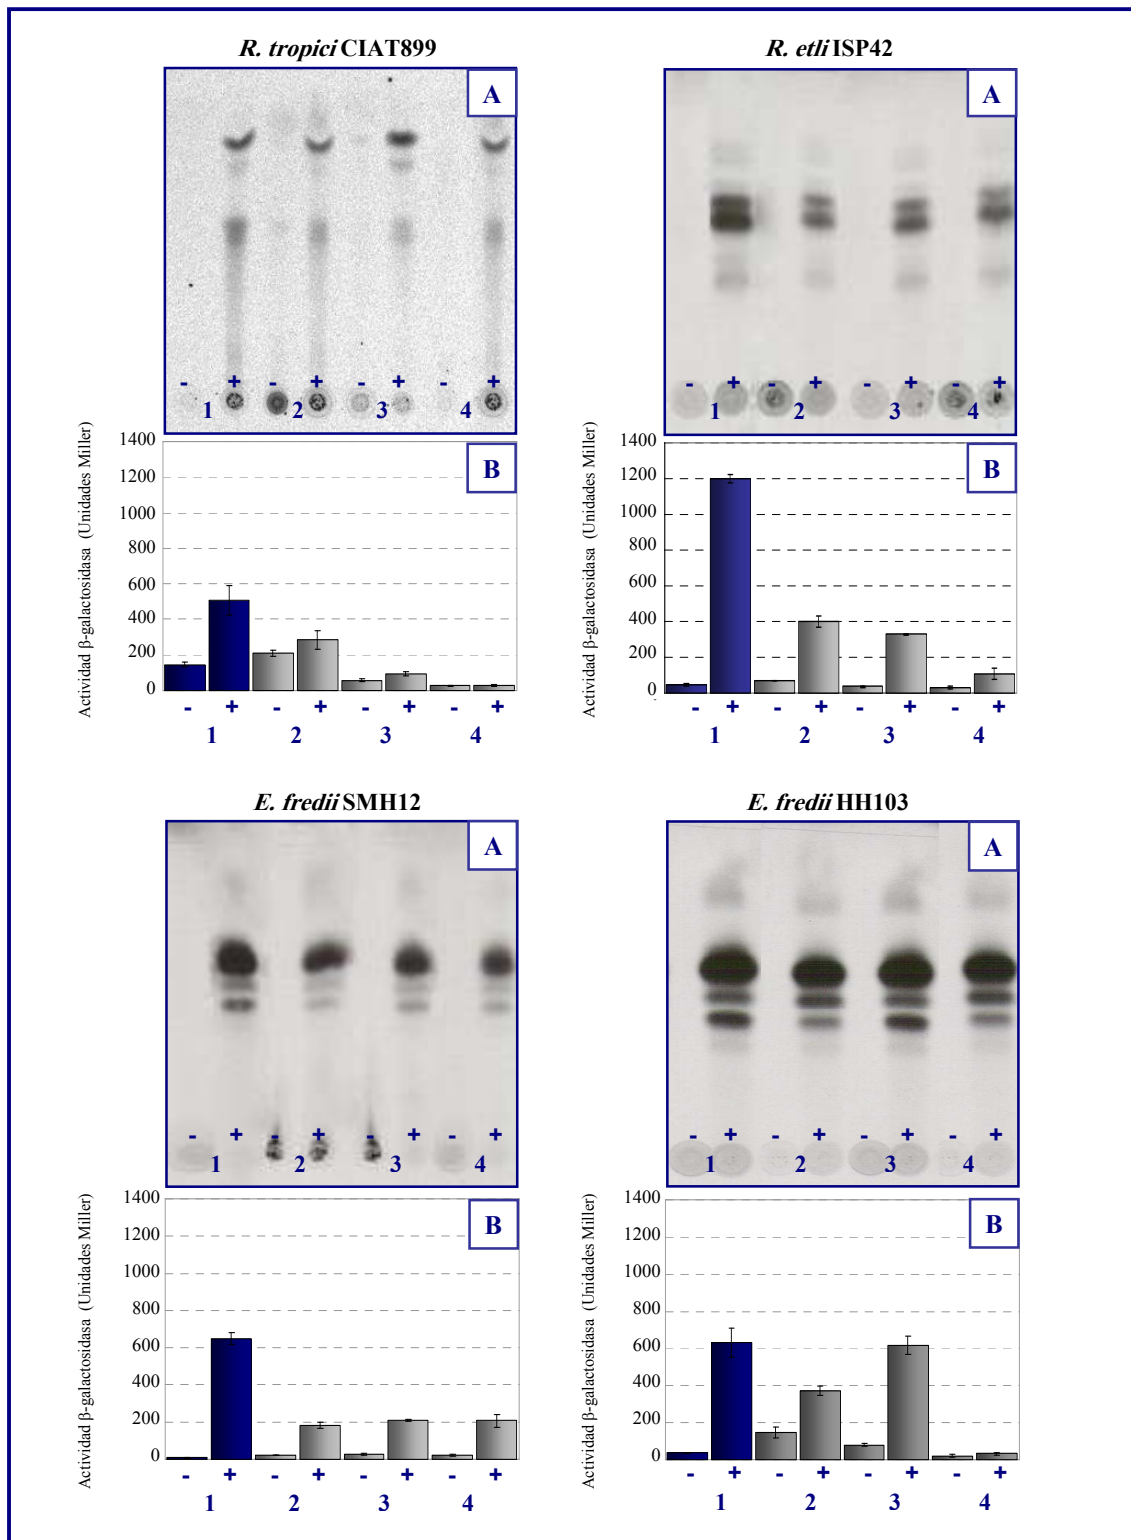 R. tropici CIAT899
A
- + - + - + - +
1 2 3 4
Actividad β-galactosidasa (Unidades Miller)
B
1400
1200
1000
800
600
400
200
0
- + - + - + - +
1 2 3 4
R. etli ISP42
A
- + - + - + - +
1 2 3 4
Actividad β-galactosidasa (Unidades Miller)
B
1400
1200
1000
800
600
400
200
0
- + - + - + - +
1 2 3 4
E. fredii SMH12
A
- + - + - + - +
1 2 3 4
Actividad β-galactosidasa (Unidades Miller)
B
1400
1200
1000
800
600
400
200
0
- + - + - + - +
1 2 3 4
E. fredii HH103
A
- + - + - + - +
1 2 3 4
Actividad β-galactosidasa (Unidades Miller)
B
1400
1200
1000
800
600
400
200
0
- + - + - + - +
1 2 3 4